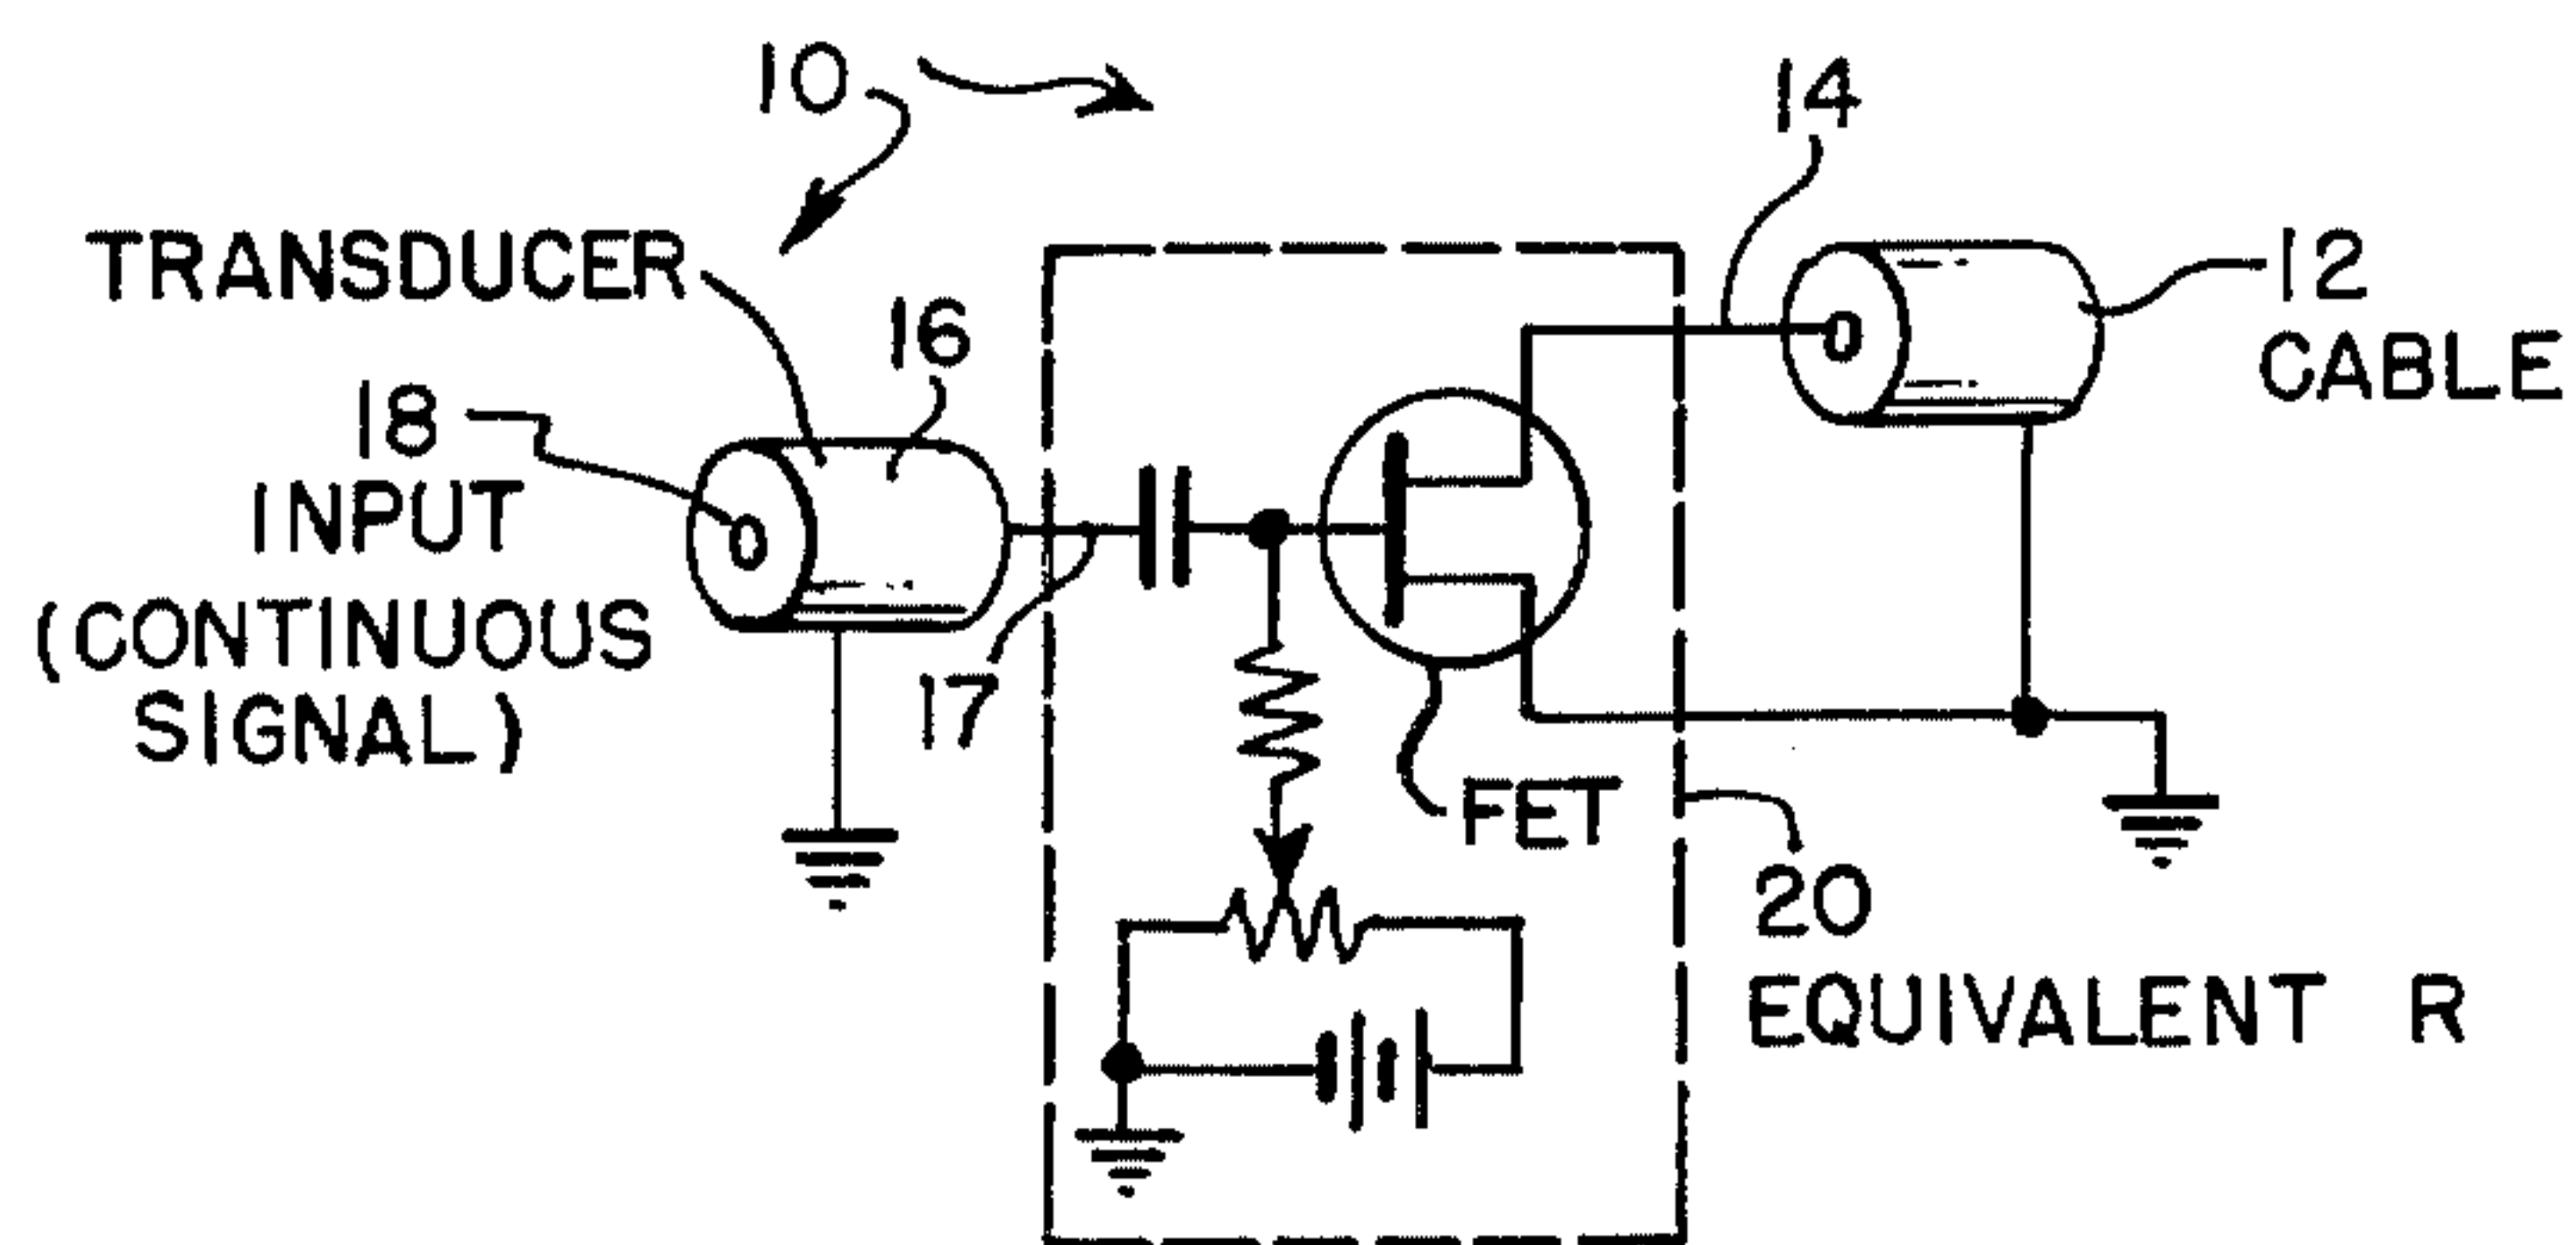 10
14
TRANSDUCER
12
CABLE
16
18
INPUT
(CONTINUOUS
SIGNAL)
17
FET
20
EQUIVALENT R